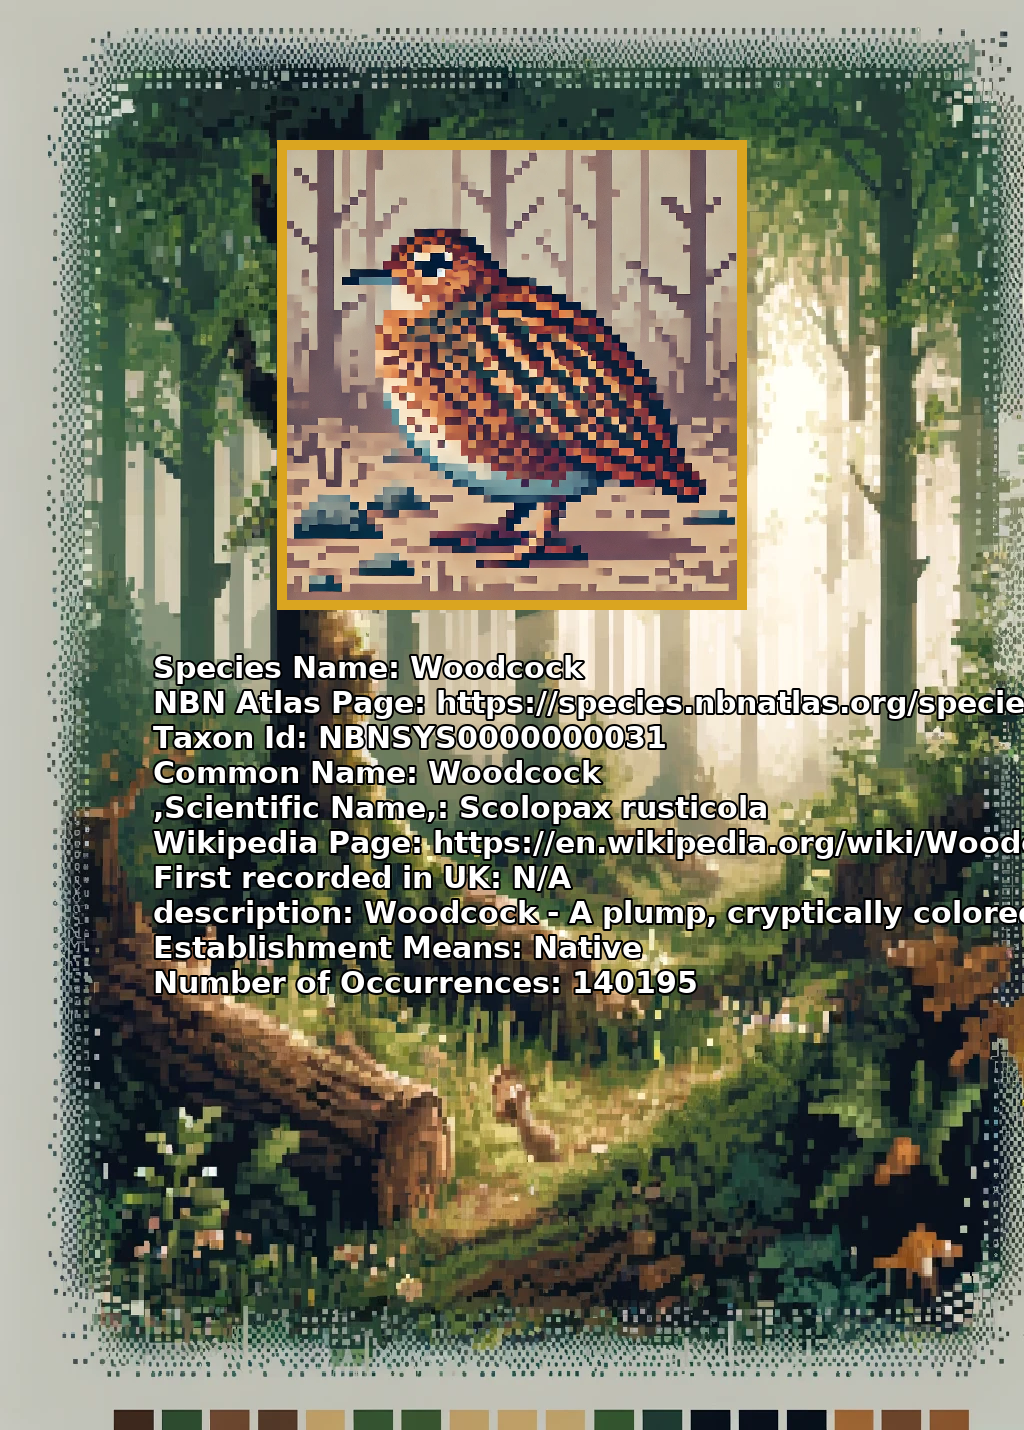 Species Name: Woodcock
NBN Atlas Page: https://species.nbnatlas.org/specie
Taxon Id: NBNSYS0000000031
Common Name: Woodcock
,Scientific Name,: Scolopax rusticola
Wikipedia Page: https://en.wikipedia.org/wiki/Wood
First recorded in UK: N/A
description: Woodcock - A plump, cryptically colored
Establishment Means: Native
Number of Occurrences: 140195